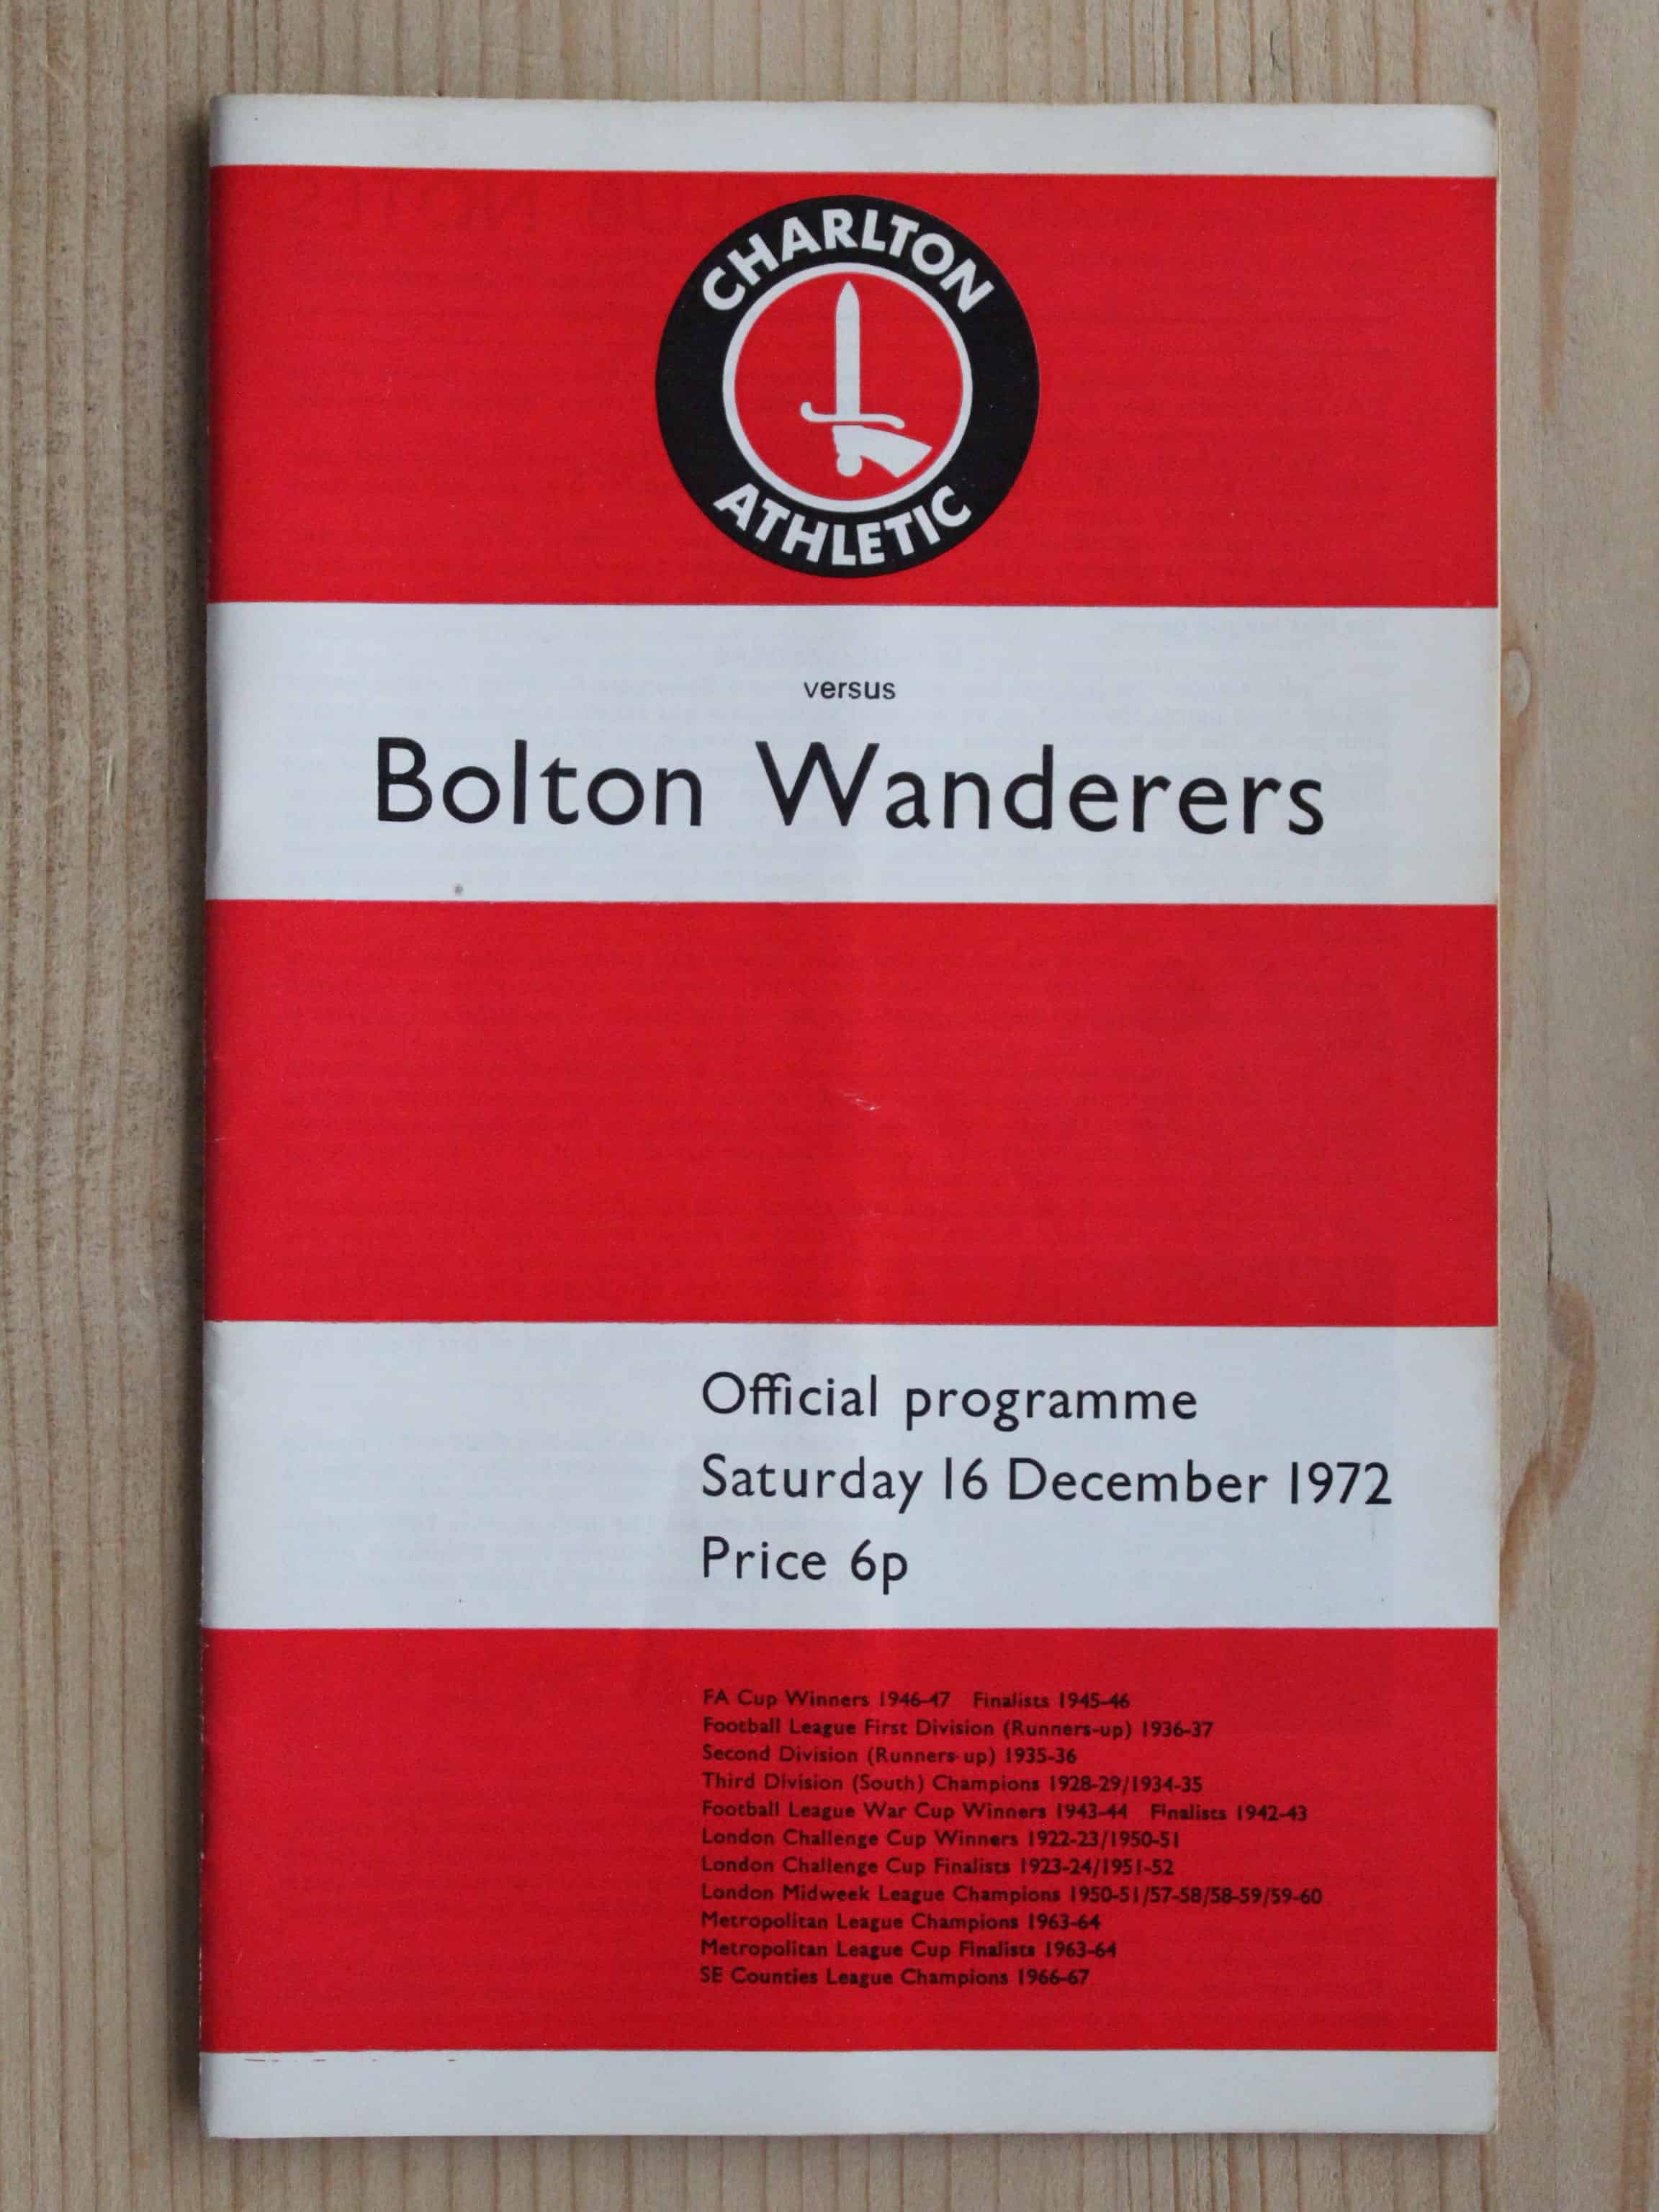 CHARLTON
ATHLETIC
versus
Bolton Wanderers
Official programme
Saturday 16 December 1972
Price 6p
FA Cup Winners 1946-47 Finalists 1945-46
Football League First Division (Runners-up) 1936-37
Second Division (Runners-up) 1935-36
Third Division (South) Champions 1928-29/1934-35
Football League War Cup Winners 1943-44 Finalists 1942-43
London Challenge Cup Winners 1922-23/1950-51
London Challenge Cup Finalists 1923-24/1951-52
London Midweek League Champions 1950-51/57-58/58-59/59-60
Metropolitan League Champions 1963-64
Metropolitan League Cup Finalists 1963-64
SE Counties League Champions 1966-67